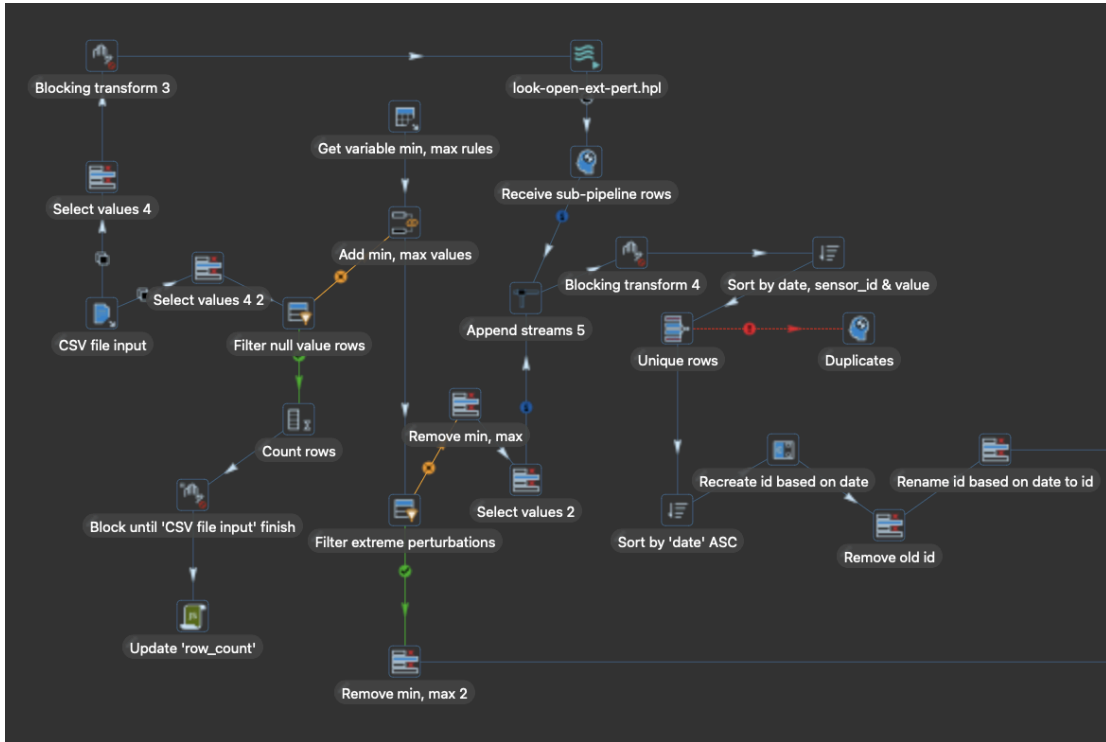 Blocking transform 3
look-open-ext-pert.hpl
Get variable min, max rules
Receive sub-pipeline rows
Select values 4
Add min, max values
Blocking transform 4
Sort by date, sensor_id & value
Select values 4 2
CSV file input
Filter null value rows
Append streams 5
Unique rows
Duplicates
Remove min, max
Count rows
Recreate id based on date
Rename id based on date to id
Select values 2
Block until 'CSV file input' finish
Filter extreme perturbations
Sort by 'date' ASC
Remove old id
Update 'row_count'
Remove min, max 2